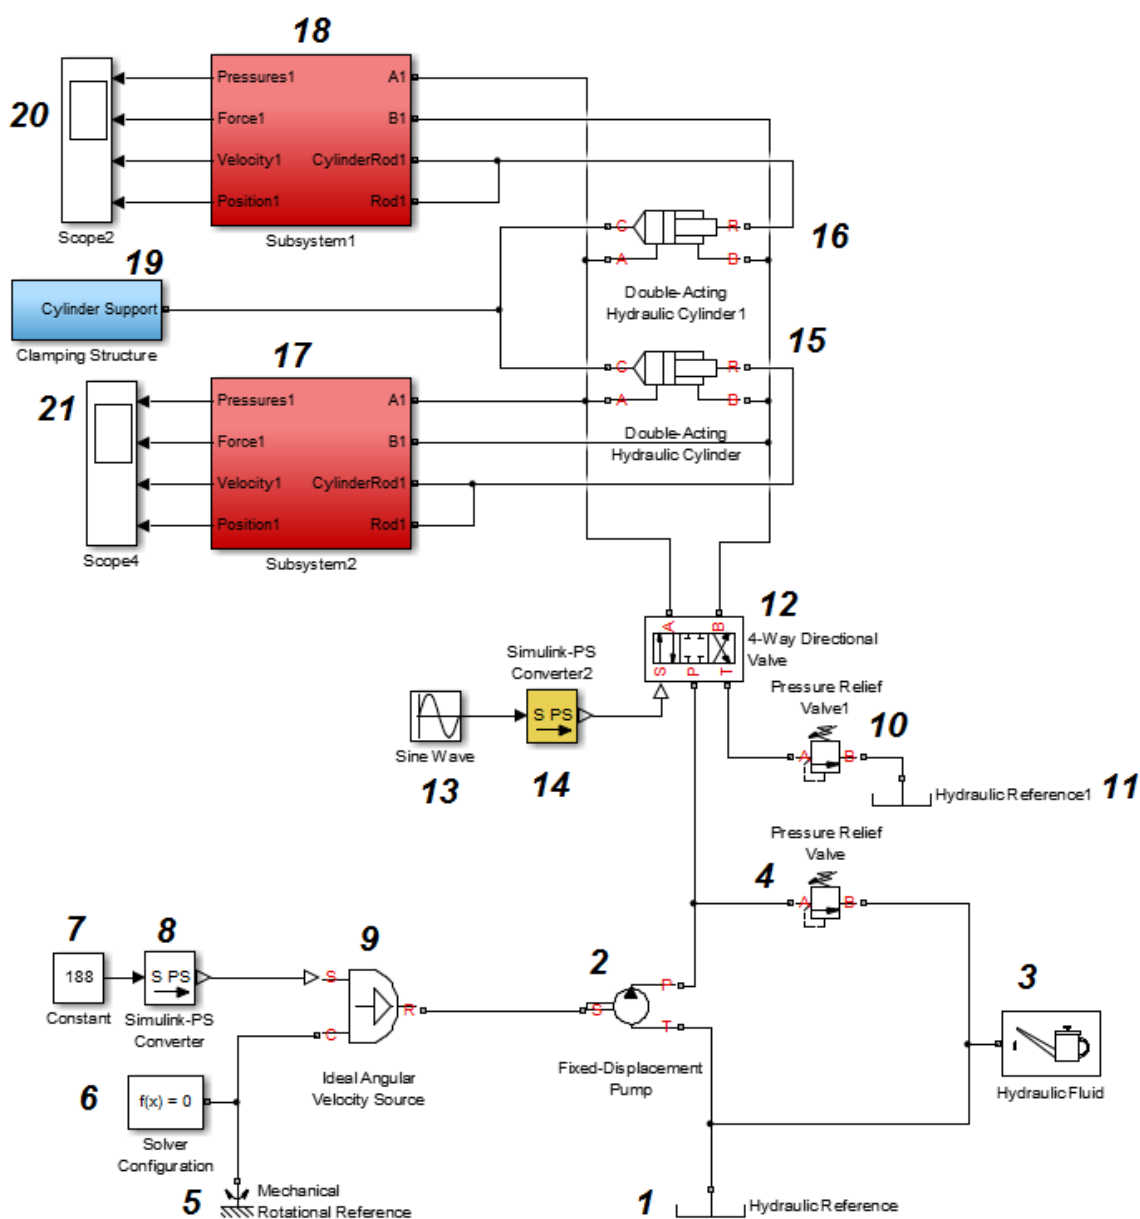 18
Pressures1 A1
20
Force1 B1
Velocity1 CylinderRod1
Position1 Rod1
Scope2
Subsystem1
C R
16
A B
Double-Acting
Hydraulic Cylinder1
19
Cylinder Support
Clamping Structure
17
15
C R
21
Pressures1 A1
A B
Force1 B1
Double-Acting
Hydraulic Cylinder
Velocity1 CylinderRod1
Position1 Rod1
Scope4
Subsystem2
12
A B
4-Way Directional
Valve
S P T
Simulink-PS
Converter2
S PS
Sine Wave
13
14
Pressure Relief
Valve1
10
A B
Hydraulic Reference1
11
Pressure Relief
Valve
4
A B
7
8
9
2
3
188
Constant
S PS
Simulink-PS
Converter
S
R
C
Ideal Angular
Velocity Source
P
S
T
Fixed-Displacement
Pump
Hydraulic Fluid
6
f(x) = 0
Solver
Configuration
5
Mechanical
Rotational Reference
1
Hydraulic Reference